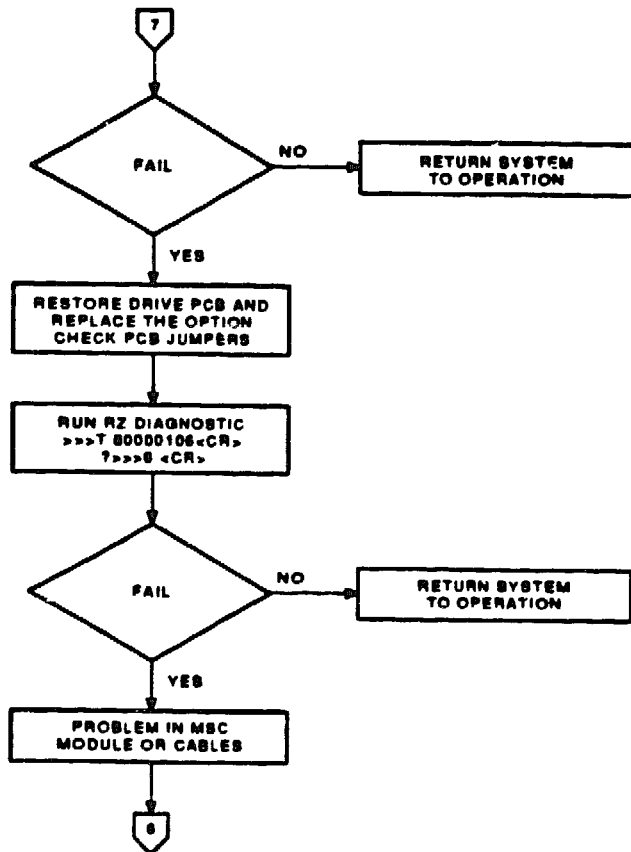 7
FAIL
NO
RETURN SYSTEM
TO OPERATION
YES
RESTORE DRIVE PCB AND
REPLACE THE OPTION
CHECK PCB JUMPERS
RUN RZ DIAGNOSTIC
>>>T 80000106<CR>
?>>>6 <CR>
FAIL
NO
RETURN SYSTEM
TO OPERATION
YES
PROBLEM IN MSC
MODULE OR CABLES